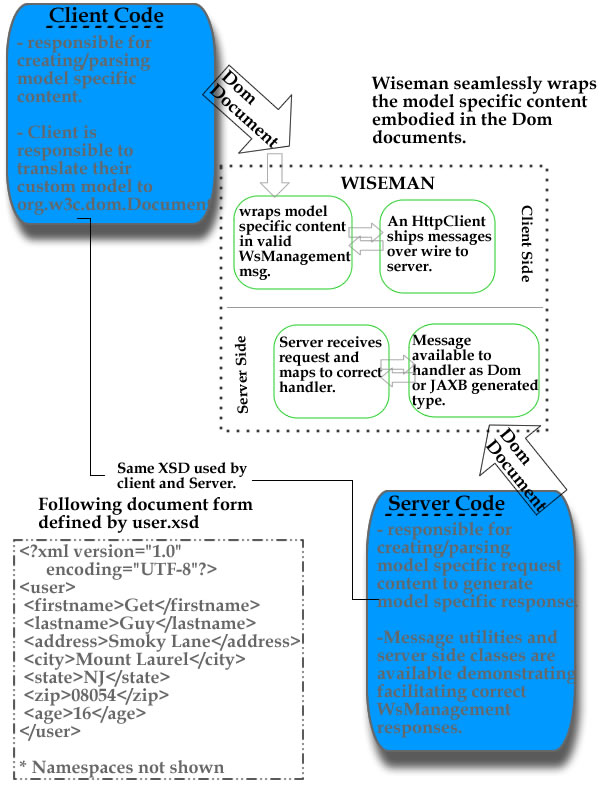 Client Code
- responsible for
creating/parsing
model specific
content.
- Client is
responsible to
translate their
custom model to
org.w3c.dom.Document
Dom
Document
Wiseman seamlessly wraps
the model specific content
embodied in the Dom
documents.
WISEMAN
wraps model
specific content
in valid
WsManagement
msg.
An HttpClient
ships messages
over wire to
server.
Client Side
Server Side
Server receives
request and
maps to correct
handler.
Message
available to
handler as Dom
or JAXB generated
type.
Dom
Document
Same XSD used by
client and Server.
Following document form
defined by user.xsd
<?xml version="1.0"
encoding="UTF-8"?>
<user>
<firstname>Get</firstname>
<lastname>Guy</lastname>
<address>Smoky Lane</address>
<city>Mount Laurel</city>
<state>NJ</state>
<zip>08054</zip>
<age>16</age>
</user>
* Namespaces not shown
Server Code
- responsible for
creating/parsing
model specific request
content to generate
model specific response.
-Message utilities and
server side classes are
available demonstrating
facilitating correct
WsManagement
responses.